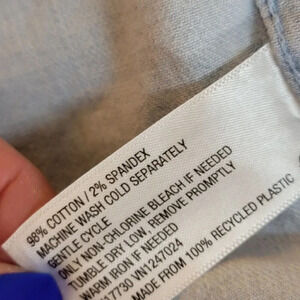 98% COTTON / 2% SPANDEX
MACHINE WASH COLD SEPARATELY
GENTLE CYCLE
ONLY NON-CHLORINE BLEACH IF NEEDED
TUMBLE DRY LOW, REMOVE PROMPTLY
WARM IRON IF NEEDED
17730 VN1247024
MADE FROM 100% RECYCLED PLASTIC